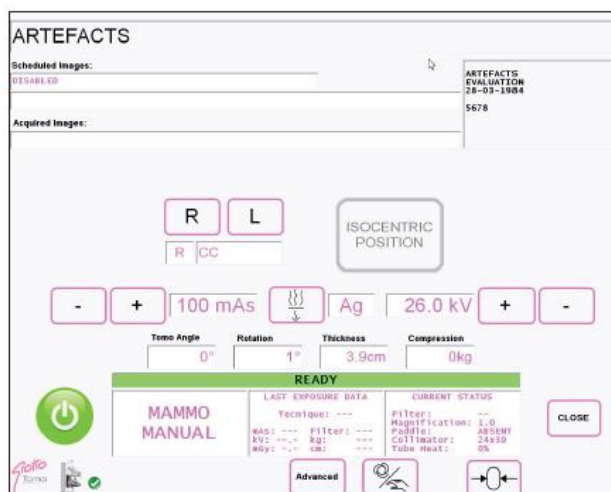 ARTEFACTS
Scheduled Images:
DISABLED
ARTEFACTS
EVALUATION
28-03-1984
5678
Acquired Images:
R L
ISOCENTRIC
POSITION
R CC
- + 100 mAs Ag 26.0 kV + -
Tomo Angle Rotation Thickness Compression
0° 1° 3.9cm 0kg
READY
MAMMO
MANUAL
LAST EXPOSURE DATA
Tecnique: ---
mAs: --- Filter: ---
kV: --.- kg: ---
mGy: --.- cm: ---
CURRENT STATUS
Filter: --
Magnification: 1.0
Paddle: ABSENT
Collimator: 24x30
Tube Heat: 0%
CLOSE
Giotto
Tomo
Advanced